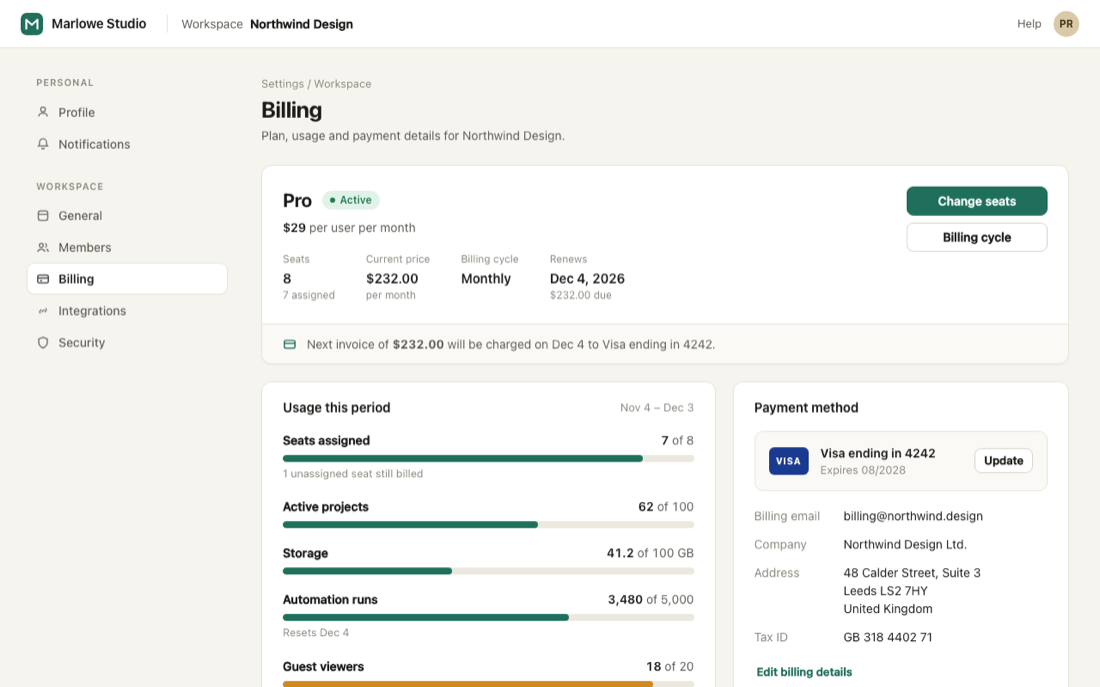 Marlowe Studio
Workspace Northwind Design
Help
PR
PERSONAL
Profile
Notifications
WORKSPACE
General
Members
Billing
Integrations
Security
Settings / Workspace
Billing
Plan, usage and payment details for Northwind Design.
Pro
Active
$29 per user per month
Change seats
Billing cycle
Seats
8
7 assigned
Current price
$232.00
per month
Billing cycle
Monthly
Renews
Dec 4, 2026
$232.00 due
Next invoice of $232.00 will be charged on Dec 4 to Visa ending in 4242.
Usage this period
Nov 4 – Dec 3
Seats assigned
7 of 8
1 unassigned seat still billed
Active projects
62 of 100
Storage
41.2 of 100 GB
Automation runs
3,480 of 5,000
Resets Dec 4
Guest viewers
18 of 20
Payment method
VISA
Visa ending in 4242
Expires 08/2028
Update
Billing email
billing@northwind.design
Company
Northwind Design Ltd.
Address
48 Calder Street, Suite 3
Leeds LS2 7HY
United Kingdom
Tax ID
GB 318 4402 71
Edit billing details